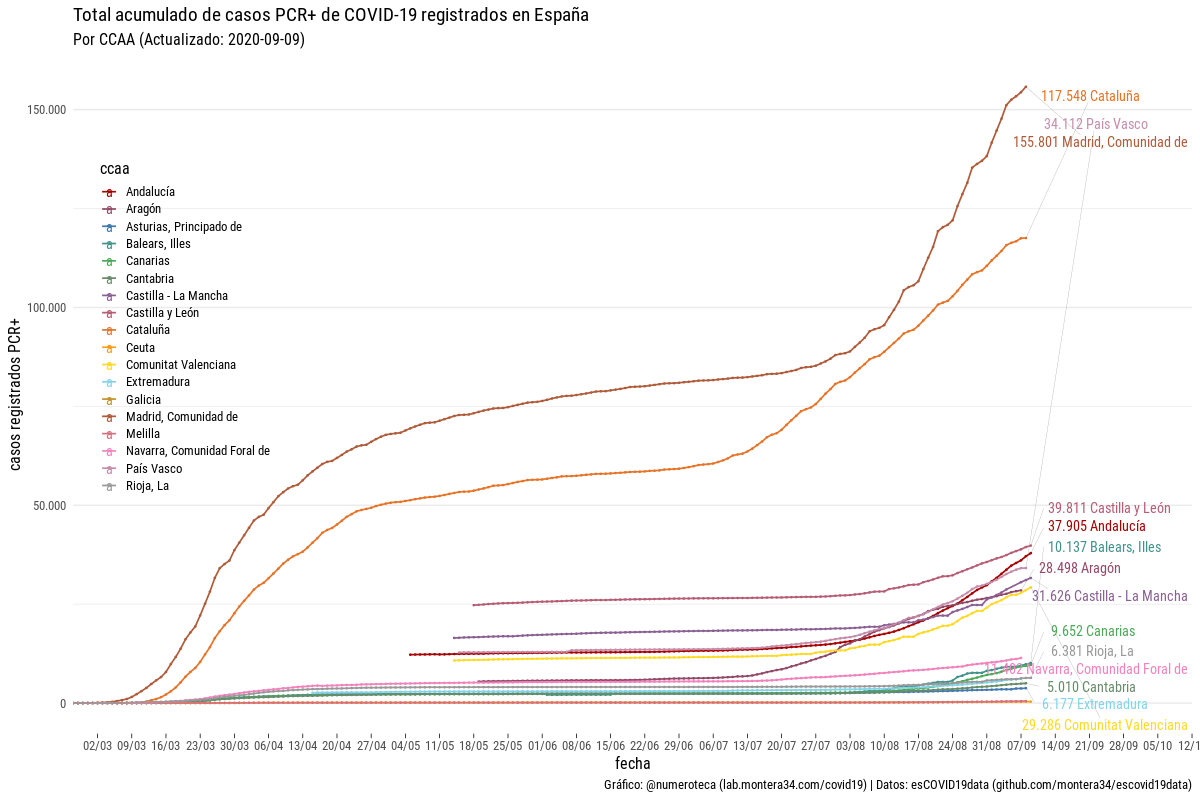 Total acumulado de casos PCR+ de COVID-19 registrados en España
Por CCAA (Actualizado: 2020-09-09)
casos registrados PCR+
150.000
100.000
50.000
0
ccaa
Andalucía
Aragón
Asturias, Principado de
Balears, Illes
Canarias
Cantabria
Castilla - La Mancha
Castilla y León
Cataluña
Ceuta
Comunitat Valenciana
Extremadura
Galicia
Madrid, Comunidad de
Melilla
Navarra, Comunidad Foral de
País Vasco
Rioja, La
117.548 Cataluña
34.112 País Vasco
155.801 Madrid, Comunidad de
39.811 Castilla y León
37.905 Andalucía
10.137 Balears, Illes
28.498 Aragón
31.626 Castilla - La Mancha
9.652 Canarias
6.381 Rioja, La
Navarra, Comunidad Foral de
5.010 Cantabria
6.177 Extremadura
29.286 Comunitat Valenciana
02/03 09/03 16/03 23/03 30/03 06/04 13/04 20/04 27/04 4/05 11/05 18/05 25/05 01/06 08/06 15/06 22/06 29/06 06/07 13/07 20/07 27/07 03/08 10/08 17/08 24/08 31/08 07/09 14/09 21/09 28/09 05/10 12/1
fecha
Gráfico: @numeroteca (lab.montera34.com/covid19) | Datos: esCOVID19data (github.com/montera34/escovid19data)